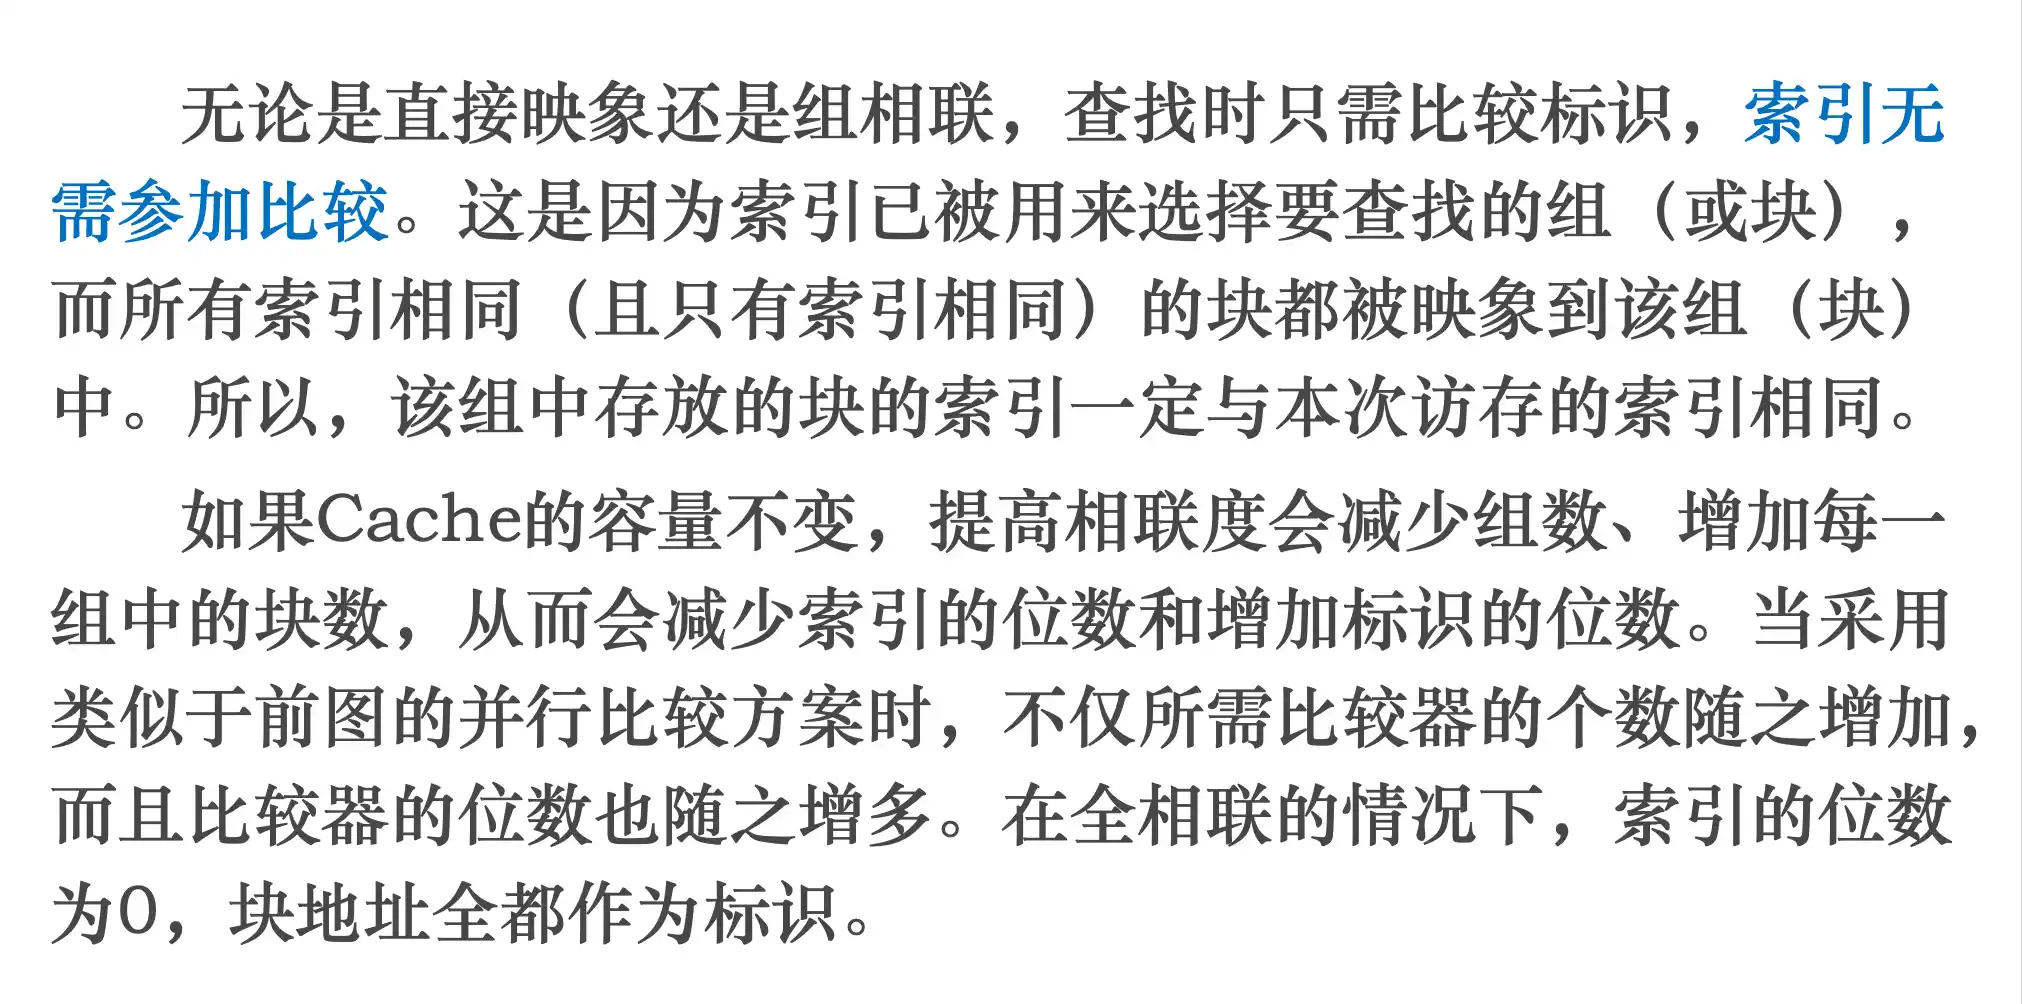 无论是直接映象还是组相联，查找时只需比较标识，索引无
需参加比较。这是因为索引已被用来选择要查找的组（或块），
而所有索引相同（且只有索引相同）的块都被映象到该组（块）
中。所以，该组中存放的块的索引一定与本次访存的索引相同。
如果Cache的容量不变，提高相联度会减少组数、增加每一
组中的块数，从而会减少索引的位数和增加标识的位数。当采用
类似于前图的并行比较方案时，不仅所需比较器的个数随之增加，
而且比较器的位数也随之增多。在全相联的情况下，索引的位数
为0，块地址全都作为标识。